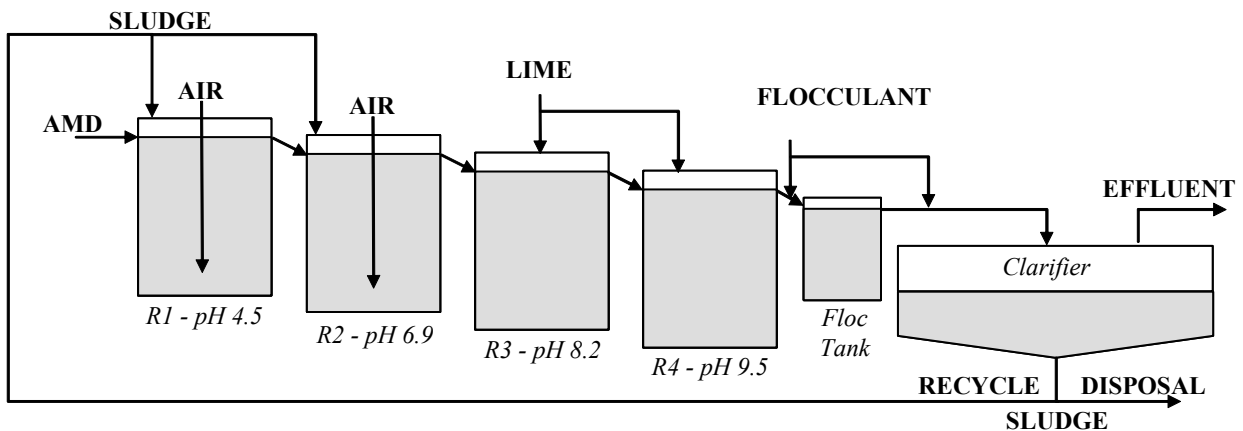 SLUDGE
AIR
AMD
AIR
LIME
FLOCCULANT
EFFLUENT
Clarifier
R1 - pH 4.5
R2 - pH 6.9
R3 - pH 8.2
R4 - pH 9.5
Floc
Tank
RECYCLE
DISPOSAL
SLUDGE